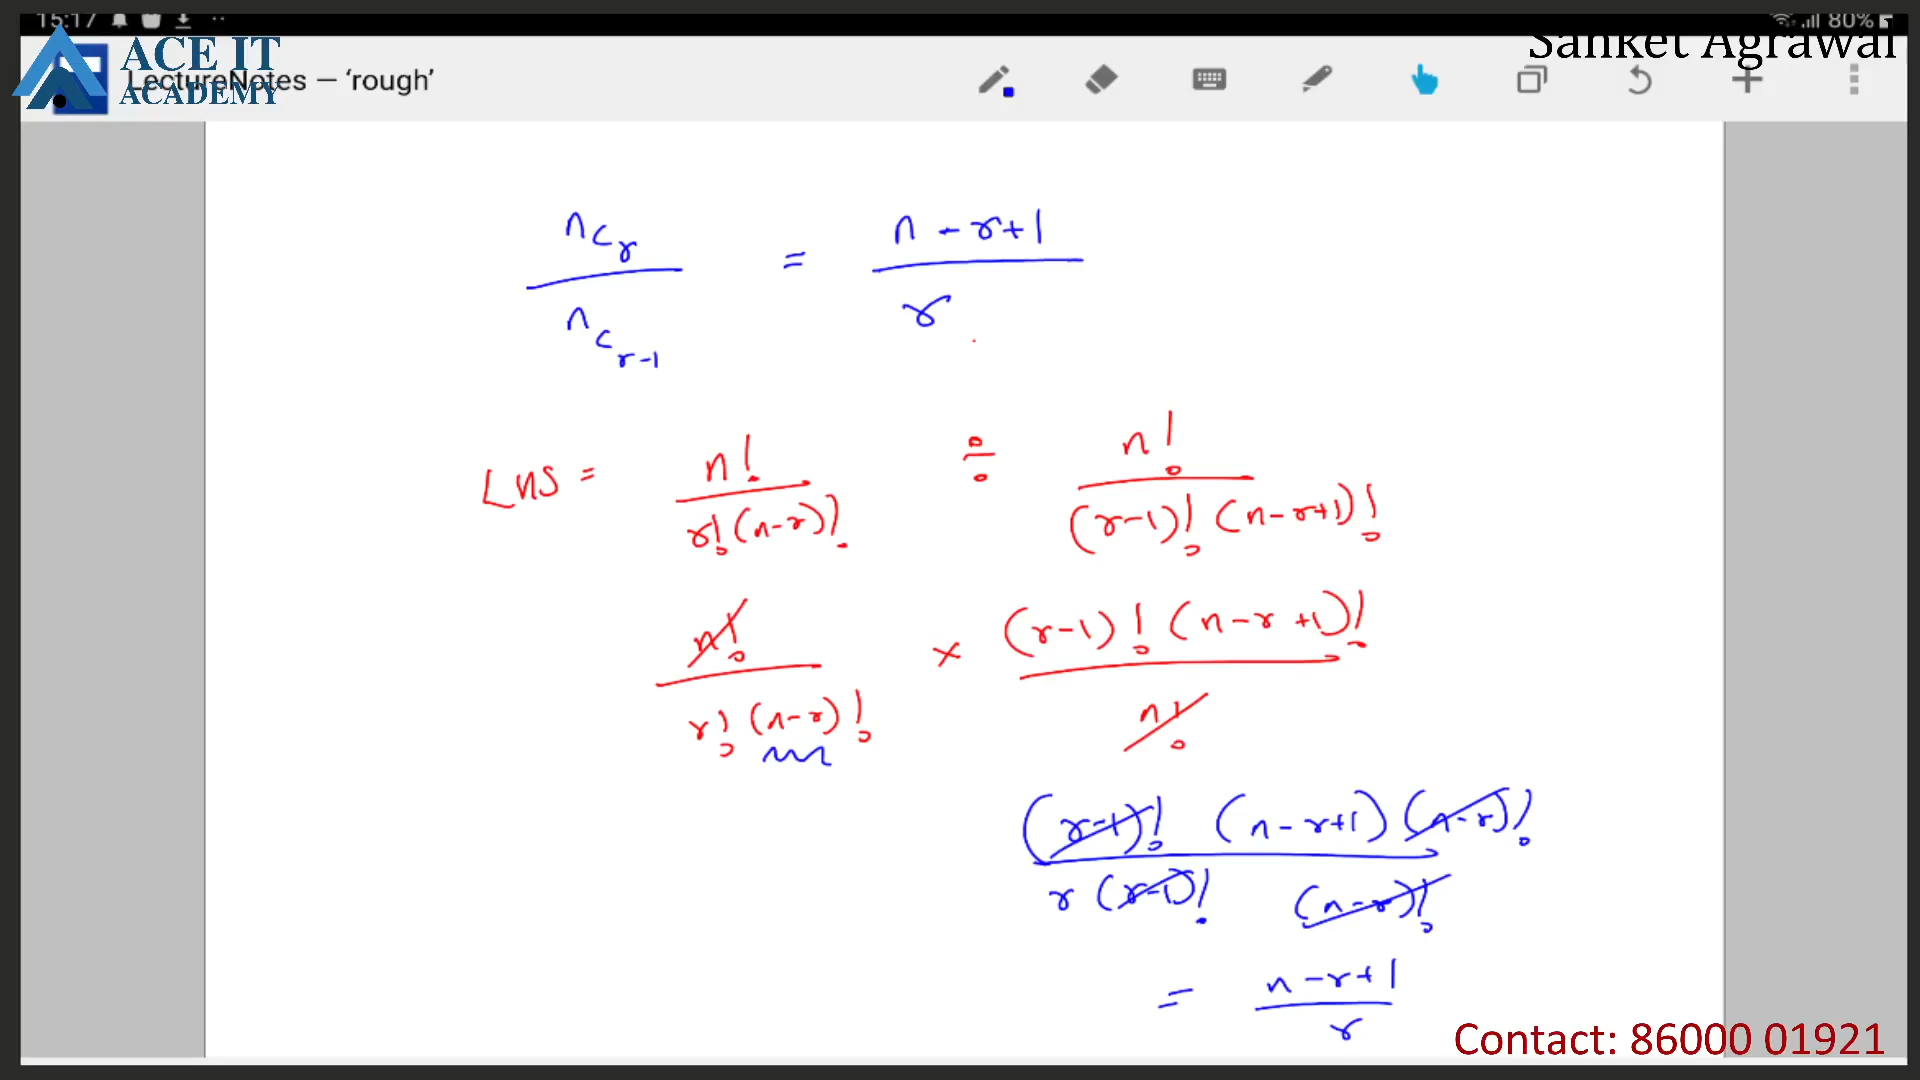 15:17 80%
Sanket Agrawal
ACE IT
ACADEMY
LectureNotes — ‘rough’
nCr / nCr-1 = n - r+1 / r
LHS = n! / r! (n-r)! ÷ n! / (r-1)! (n-r+1)!
n! / r! (n-r)! × (r-1)! (n-r+1)! / n!
(r-1)! (n-r+1) (n-r)! / r (r-1)! (n-r)!
= n-r+1 / r
Contact: 86000 01921